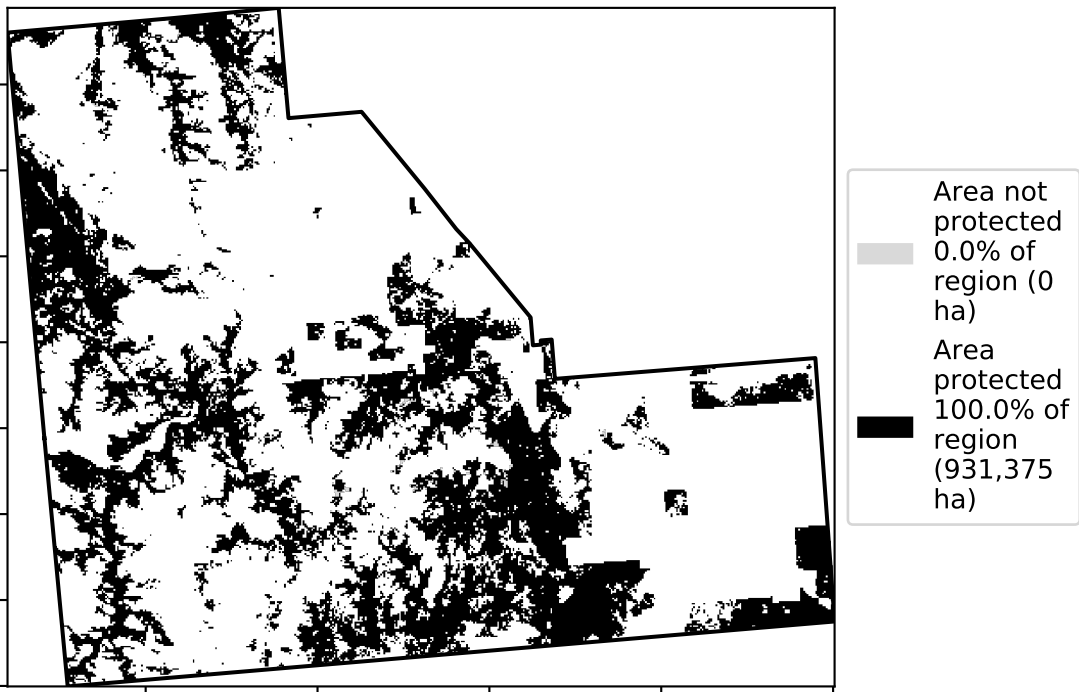 Area not
protected
0.0% of
region (0
ha)
Area
protected
100.0% of
region
(931,375
ha)